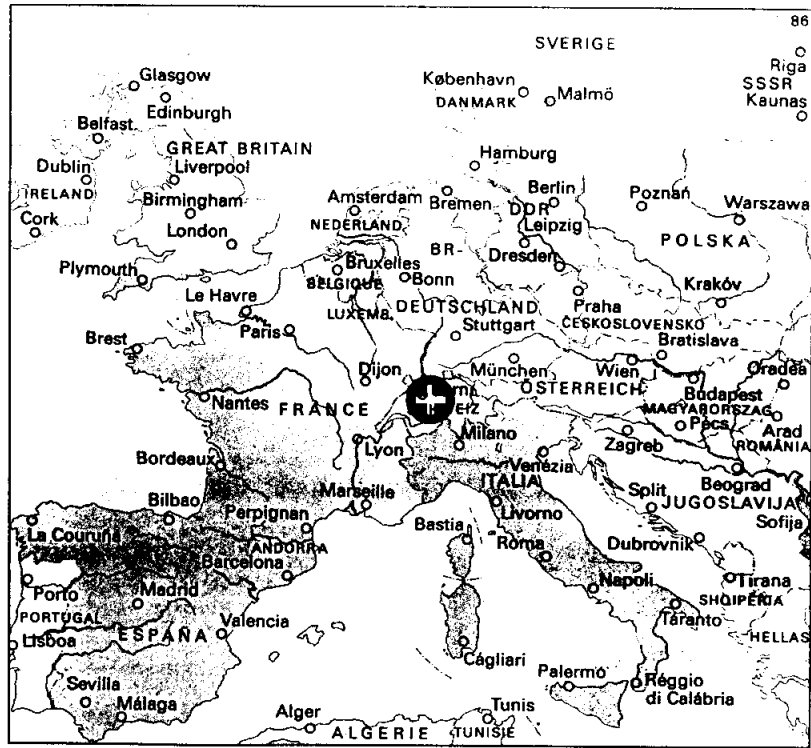 86
SVERIGE
Riga
SSSR
Kaunas
Glasgow
København
DANMARK
Malmö
Edinburgh
Belfast
GREAT BRITAIN
Hamburg
Dublin
Liverpool
IRELAND
Birmingham
Amsterdam
Bremen
Berlin
Poznań
DDR
Leipzig
Warszawa
Cork
London
NEDERLAND
BR-
Dresden
POLSKA
Plymouth
Bruxelles
BELGIQUE
Bonn
Le Havre
LUXEMB.
DEUTSCHLAND
Praha
Kraków
Brest
Paris
Stuttgart
ČESKOSLOVENSKO
Bratislava
Dijon
München
Wien
Oradea
ÖSTERREICH
Budapest
Nantes
FRANCE
MAGYARORSZAG
Pécs
Arad
Milano
Lyon
Zagreb
ROMÂNIA
Bordeaux
Venézia
Beograd
ITALIA
Bilbao
Marseille
Livorno
Split
JUGOSLAVIJA
Perpignan
Sofija
La Couruña
Bastia
ANDORRA
Roma
Dubrovnik
Barcelona
Porto
Madrid
Napoli
Tirana
PORTUGAL
SHQIPERIA
Taranto
Valencia
ESPAÑA
Lisboa
HELLAS
Cágliari
Sevilla
Palermo
Réggio
di Calábria
Málaga
Alger
Tunis
ALGERIE
TUNISIE